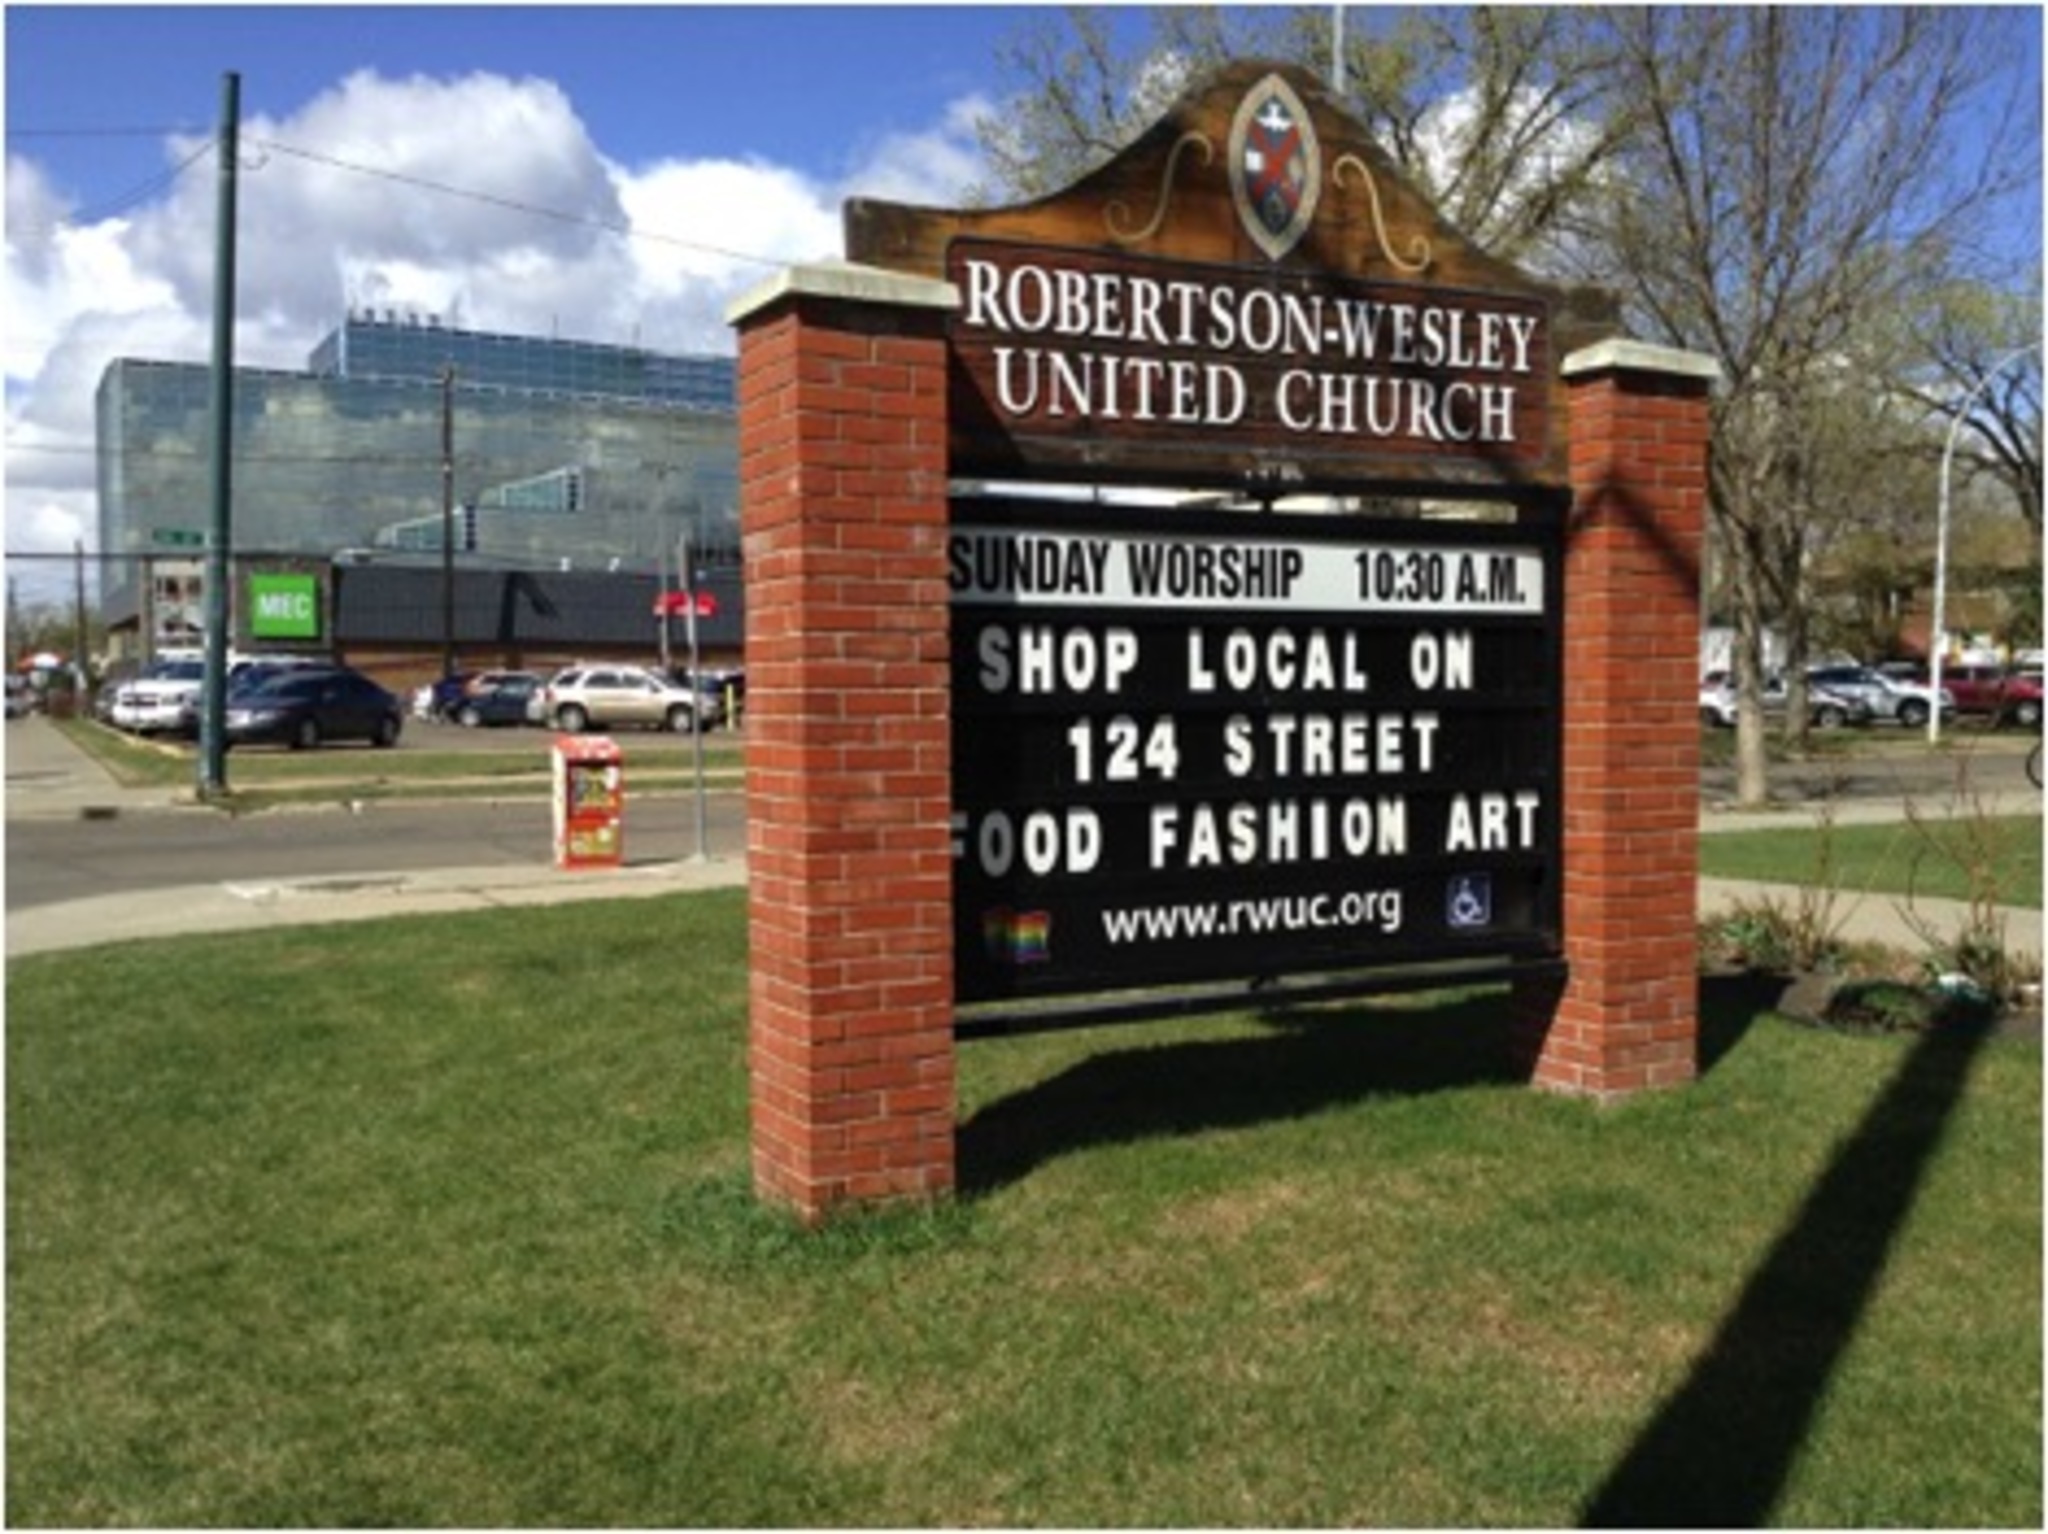 ROBERTSON-WESLEY
UNITED CHURCH
SUNDAY WORSHIP 10:30 A.M.
SHOP LOCAL ON
124 STREET
FOOD FASHION ART
www.rwuc.org
MEC